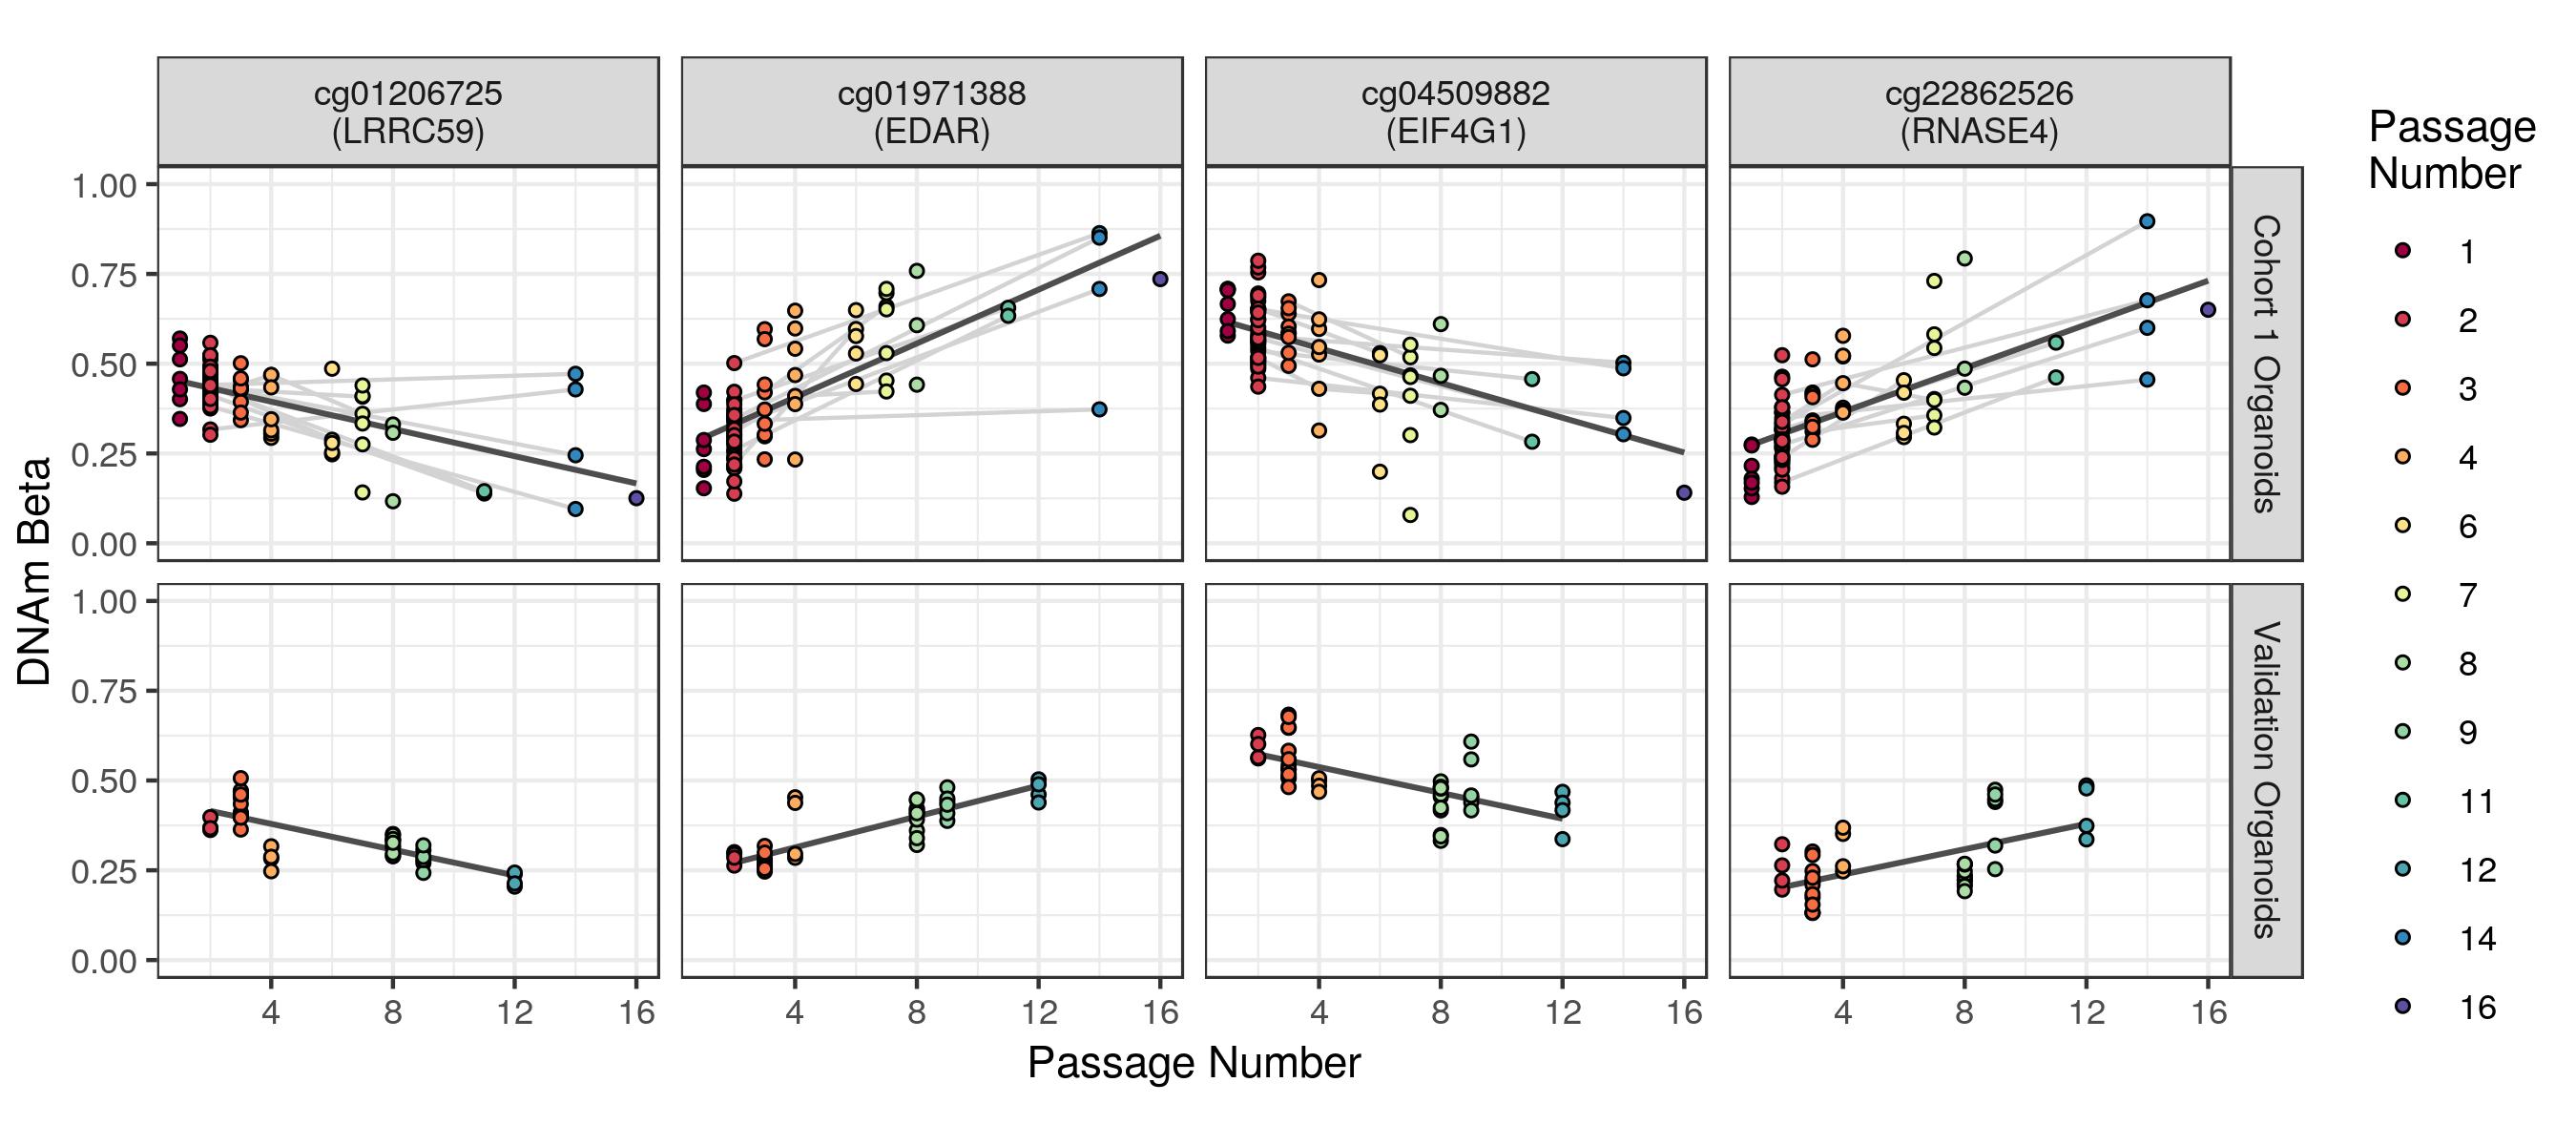 cg01206725
(LRRC59)
cg01971388
(EDAR)
cg04509882
(EIF4G1)
cg22862526
(RNASE4)
DNAm Beta
1.00
0.75
0.50
0.25
0.00
Cohort 1 Organoids
1.00
0.75
0.50
0.25
0.00
Validation Organoids
4 8 12 16
4 8 12 16
4 8 12 16
4 8 12 16
Passage Number
Passage
Number
1
2
3
4
6
7
8
9
11
12
14
16